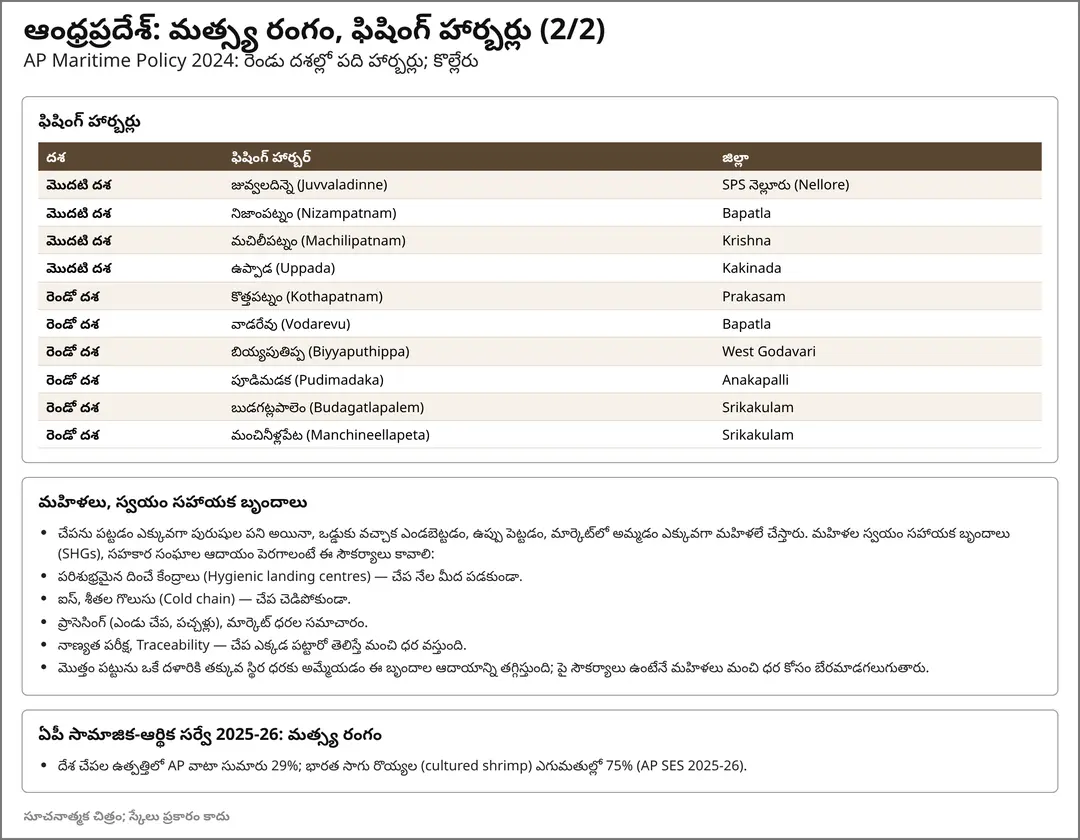 ఆంధ్రప్రదేశ్: మత్స్య రంగం, ఫిషింగ్ హార్బర్లు (2/2)
AP Maritime Policy 2024: రెండు దశల్లో పది హార్బర్లు; కొల్లేరు
ఫిషింగ్ హార్బర్లు
దశ ఫిషింగ్ హార్బర్ జిల్లా
మొదటి దశ జువ్వలదిన్నె (Juvvaladinne) SPS నెల్లూరు (Nellore)
మొదటి దశ నిజాంపట్నం (Nizampatnam) Bapatla
మొదటి దశ మచిలీపట్నం (Machilipatnam) Krishna
మొదటి దశ ఉప్పాడ (Uppada) Kakinada
రెండో దశ కొత్తపట్నం (Kothapatnam) Prakasam
రెండో దశ వాడరేవు (Vodarevu) Bapatla
రెండో దశ బియ్యపుతిప్ప (Biyyaputhippa) West Godavari
రెండో దశ పూడిమడక (Pudimadaka) Anakapalli
రెండో దశ బుడగట్లపాలెం (Budagatlapalem) Srikakulam
రెండో దశ మంచినీళ్లపేట (Manchineellapeta) Srikakulam
మహిళలు, స్వయం సహాయక బృందాలు
• చేపను పట్టడం ఎక్కువగా పురుషుల పని అయినా, ఒడ్డుకు వచ్చాక ఎండబెట్టడం, ఉప్పు పెట్టడం, మార్కెట్‌లో అమ్మడం ఎక్కువగా మహిళలే చేస్తారు. మహిళల స్వయం సహాయక బృందాలు
(SHGs), సహకార సంఘాల ఆదాయం పెరగాలంటే ఈ సౌకర్యాలు కావాలి:
• పరిశుభ్రమైన దించే కేంద్రాలు (Hygienic landing centres) — చేప నేల మీద పడకుండా.
• ఐస్, శీతల గొలుసు (Cold chain) — చేప చెడిపోకుండా.
• ప్రాసెసింగ్ (ఎండు చేప, పచ్చళ్లు), మార్కెట్ ధరల సమాచారం.
• నాణ్యత పరీక్ష, Traceability — చేప ఎక్కడ పట్టారో తెలిస్తే మంచి ధర వస్తుంది.
• మొత్తం పట్టును ఒకే దళారికి తక్కువ స్థిర ధరకు అమ్మేయడం ఈ బృందాల ఆదాయాన్ని తగ్గిస్తుంది; పై సౌకర్యాలు ఉంటేనే మహిళలు మంచి ధర కోసం బేరమాడగలుగుతారు.
ఏపీ సామాజిక-ఆర్థిక సర్వే 2025-26: మత్స్య రంగం
• దేశ చేపల ఉత్పత్తిలో AP వాటా సుమారు 29%; భారత సాగు రొయ్యల (cultured shrimp) ఎగుమతుల్లో 75% (AP SES 2025-26).
సూచనాత్మక చిత్రం; స్కేలు ప్రకారం కాదు